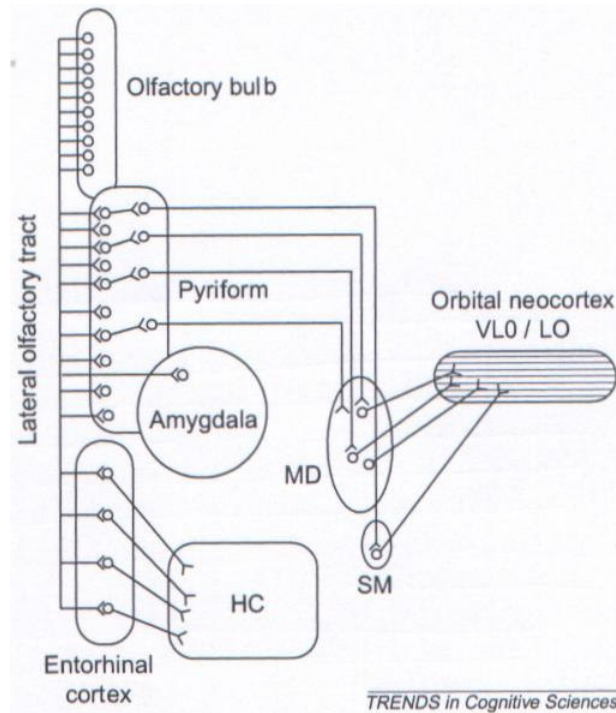 Olfactory bulb
Lateral olfactory tract
Pyriform
Orbital neocortex
VL0 / LO
Amygdala
MD
HC
SM
Entorhinal
cortex
TRENDS in Cognitive Sciences